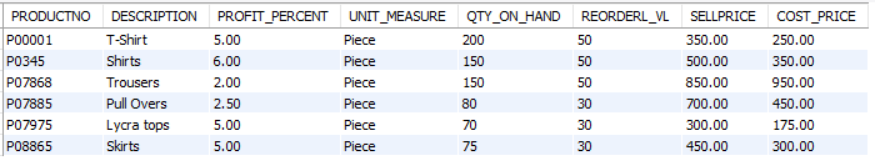 PRODUCTNO DESCRIPTION PROFIT_PERCENT UNIT_MEASURE QTY_ON_HAND REORDERL_VL SELLPRICE COST_PRICE
P00001 T-Shirt 5.00 Piece 200 50 350.00 250.00
P0345 Shirts 6.00 Piece 150 50 500.00 350.00
P07868 Trousers 2.00 Piece 150 50 850.00 950.00
P07885 Pull Overs 2.50 Piece 80 30 700.00 450.00
P07975 Lycra tops 5.00 Piece 70 30 300.00 175.00
P08865 Skirts 5.00 Piece 75 30 450.00 300.00